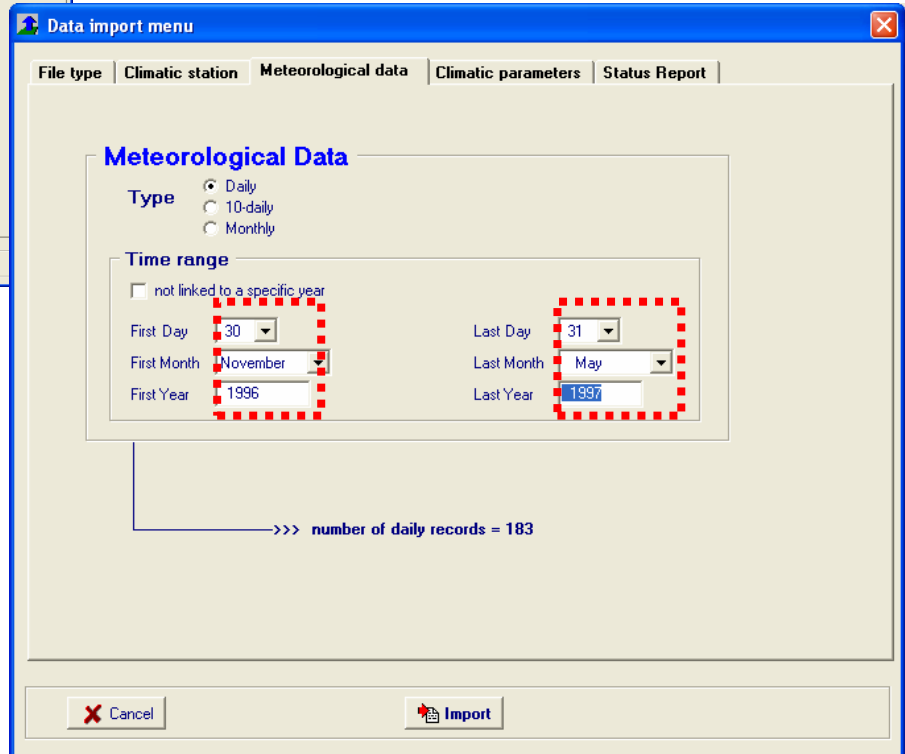 Data import menu
File type Climatic station Meteorological data Climatic parameters Status Report
Meteorological Data
Type
Daily
10-daily
Monthly
Time range
not linked to a specific year
First Day 30 Last Day 31
First Month November Last Month May
First Year 1996 Last Year 1997
>>> number of daily records = 183
Cancel Import